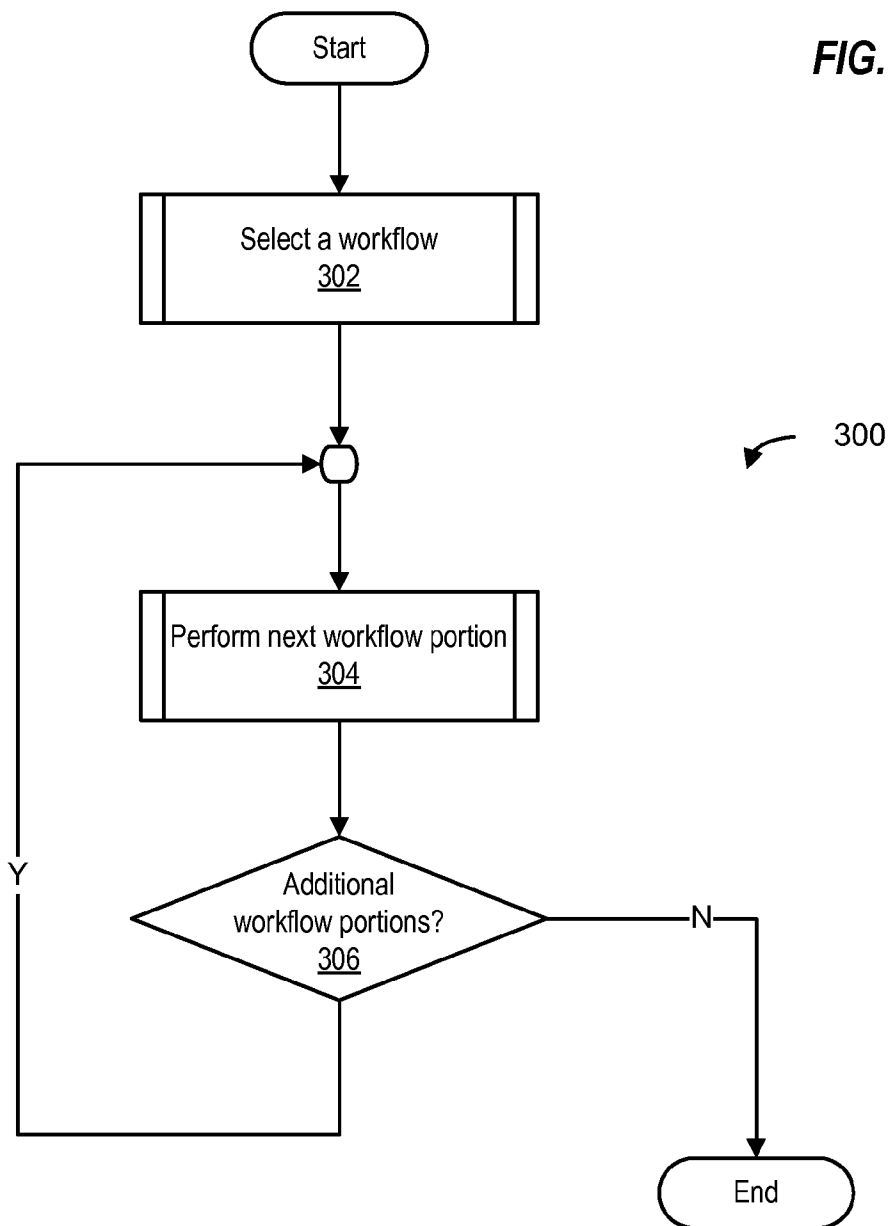 Start
FIG.
Select a workflow
302
300
Perform next workflow portion
304
Y
Additional
workflow portions?
306
N
End